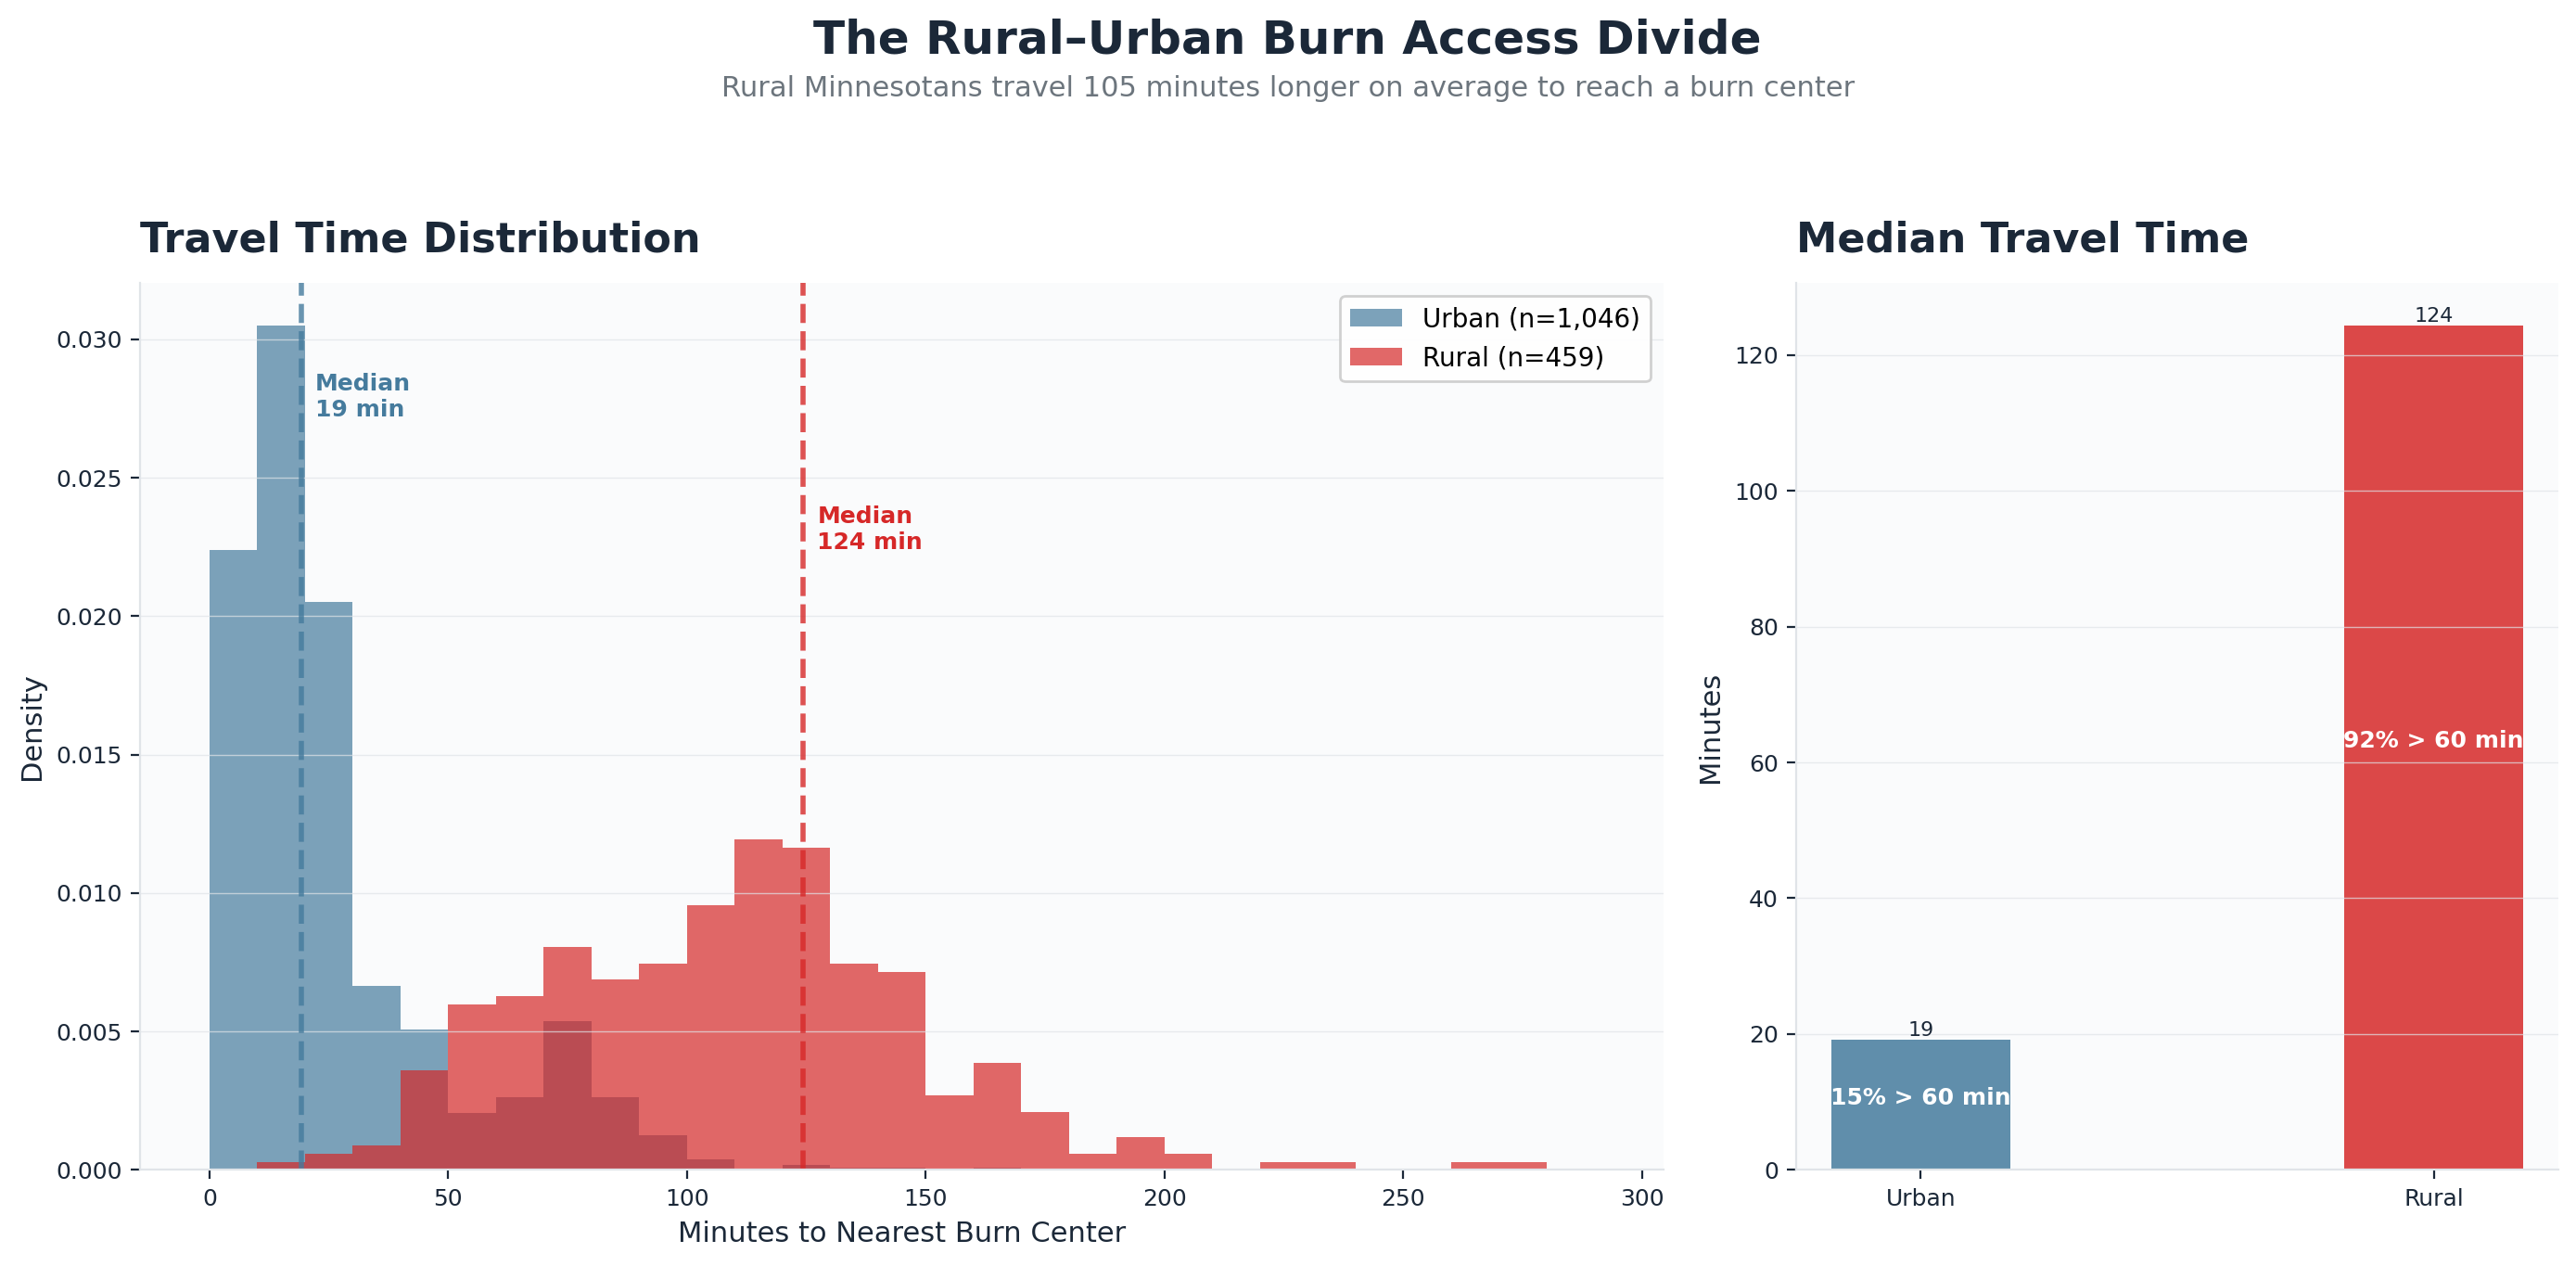 The Rural–Urban Burn Access Divide
Rural Minnesotans travel 105 minutes longer on average to reach a burn center
Travel Time Distribution
Density
0.030
0.025
0.020
0.015
0.010
0.005
0.000
Median
19 min
Median
124 min
Urban (n=1,046)
Rural (n=459)
0 50 100 150 200 250 300
Minutes to Nearest Burn Center
Median Travel Time
Minutes
120
100
80
60
40
20
0
19
15% > 60 min
124
92% > 60 min
Urban Rural